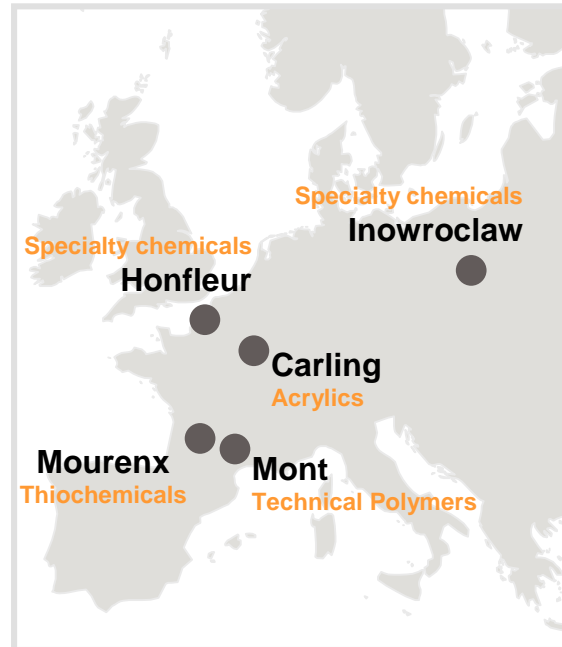 Specialty chemicals
Inowroclaw
Specialty chemicals
Honfleur
Carling
Acrylics
Mourenx
Thiochemicals
Mont
Technical Polymers